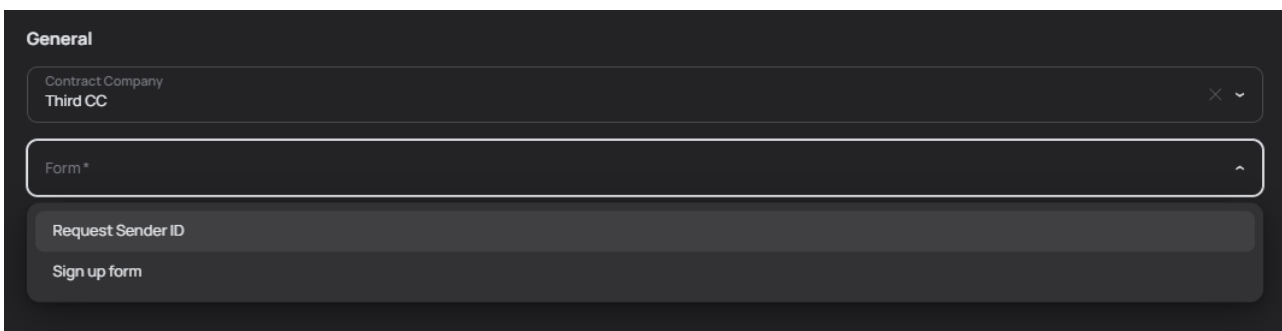 General
Contract Company
Third CC
Form *
Request Sender ID
Sign up form